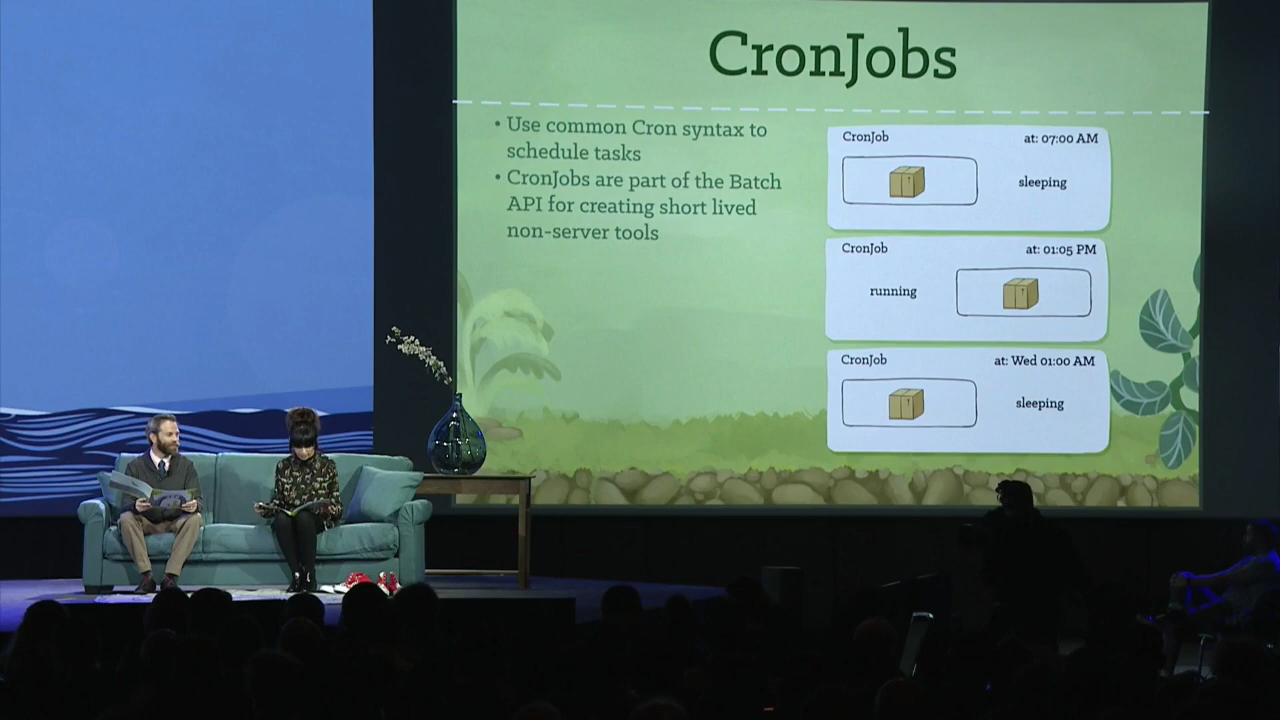 CronJobs
• Use common Cron syntax to
schedule tasks
• CronJobs are part of the Batch
API for creating short lived
non-server tools
CronJob at: 07:00 AM
sleeping
CronJob at: 01:05 PM
running
CronJob at: Wed 01:00 AM
sleeping